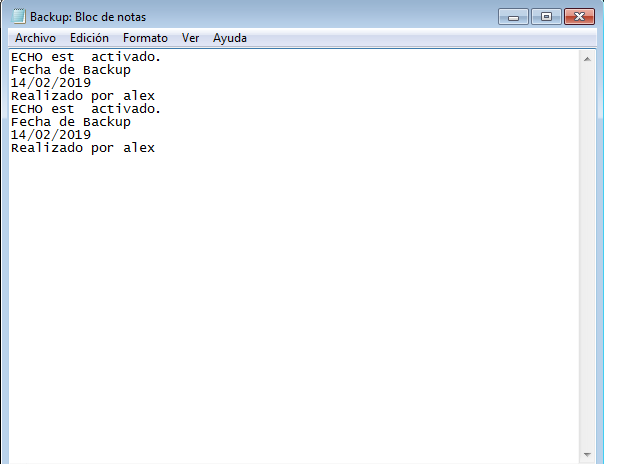 Backup: Bloc de notas
Archivo Edición Formato Ver Ayuda
ECHO est  activado.
Fecha de Backup
14/02/2019
Realizado por alex
ECHO est  activado.
Fecha de Backup
14/02/2019
Realizado por alex